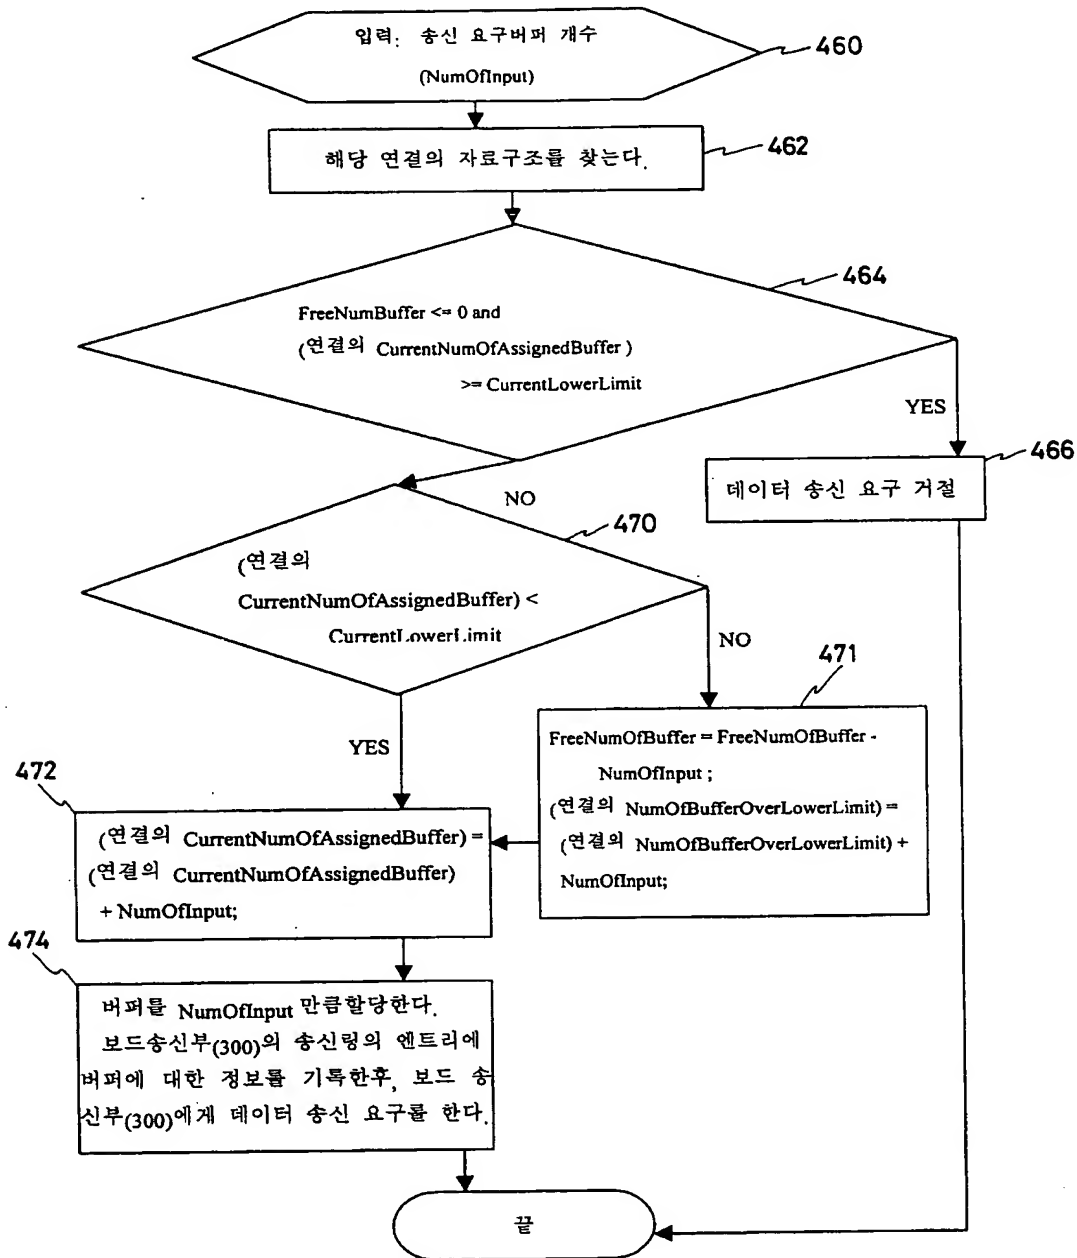 입력: 송신 요구버퍼 개수
(NumOfInput)
460
해당 연결의 자료구조를 찾는다.
462
464
FreeNumBuffer <= 0 and
(연결의 CurrentNumOfAssignedBuffer )
>= CurrentLowerLimit
YES
466
데이터 송신 요구 거절
NO
470
(연결의
CurrentNumOfAssignedBuffer) <
CurrentLowerLimit
NO
471
FreeNumOfBuffer = FreeNumOfBuffer -
NumOfInput ;
(연결의 NumOfBufferOverLowerLimit) =
(연결의 NumOfBufferOverLowerLimit) +
NumOfInput;
YES
472
(연결의 CurrentNumOfAssignedBuffer) =
(연결의 CurrentNumOfAssignedBuffer)
+ NumOfInput;
474
버퍼를 NumOfInput 만큼할당한다.
보드송신부(300)의 송신링의 엔트리에
버퍼에 대한 정보를 기록한후, 보드 송
신부(300)에게 데이터 송신 요구를 한다.
끝